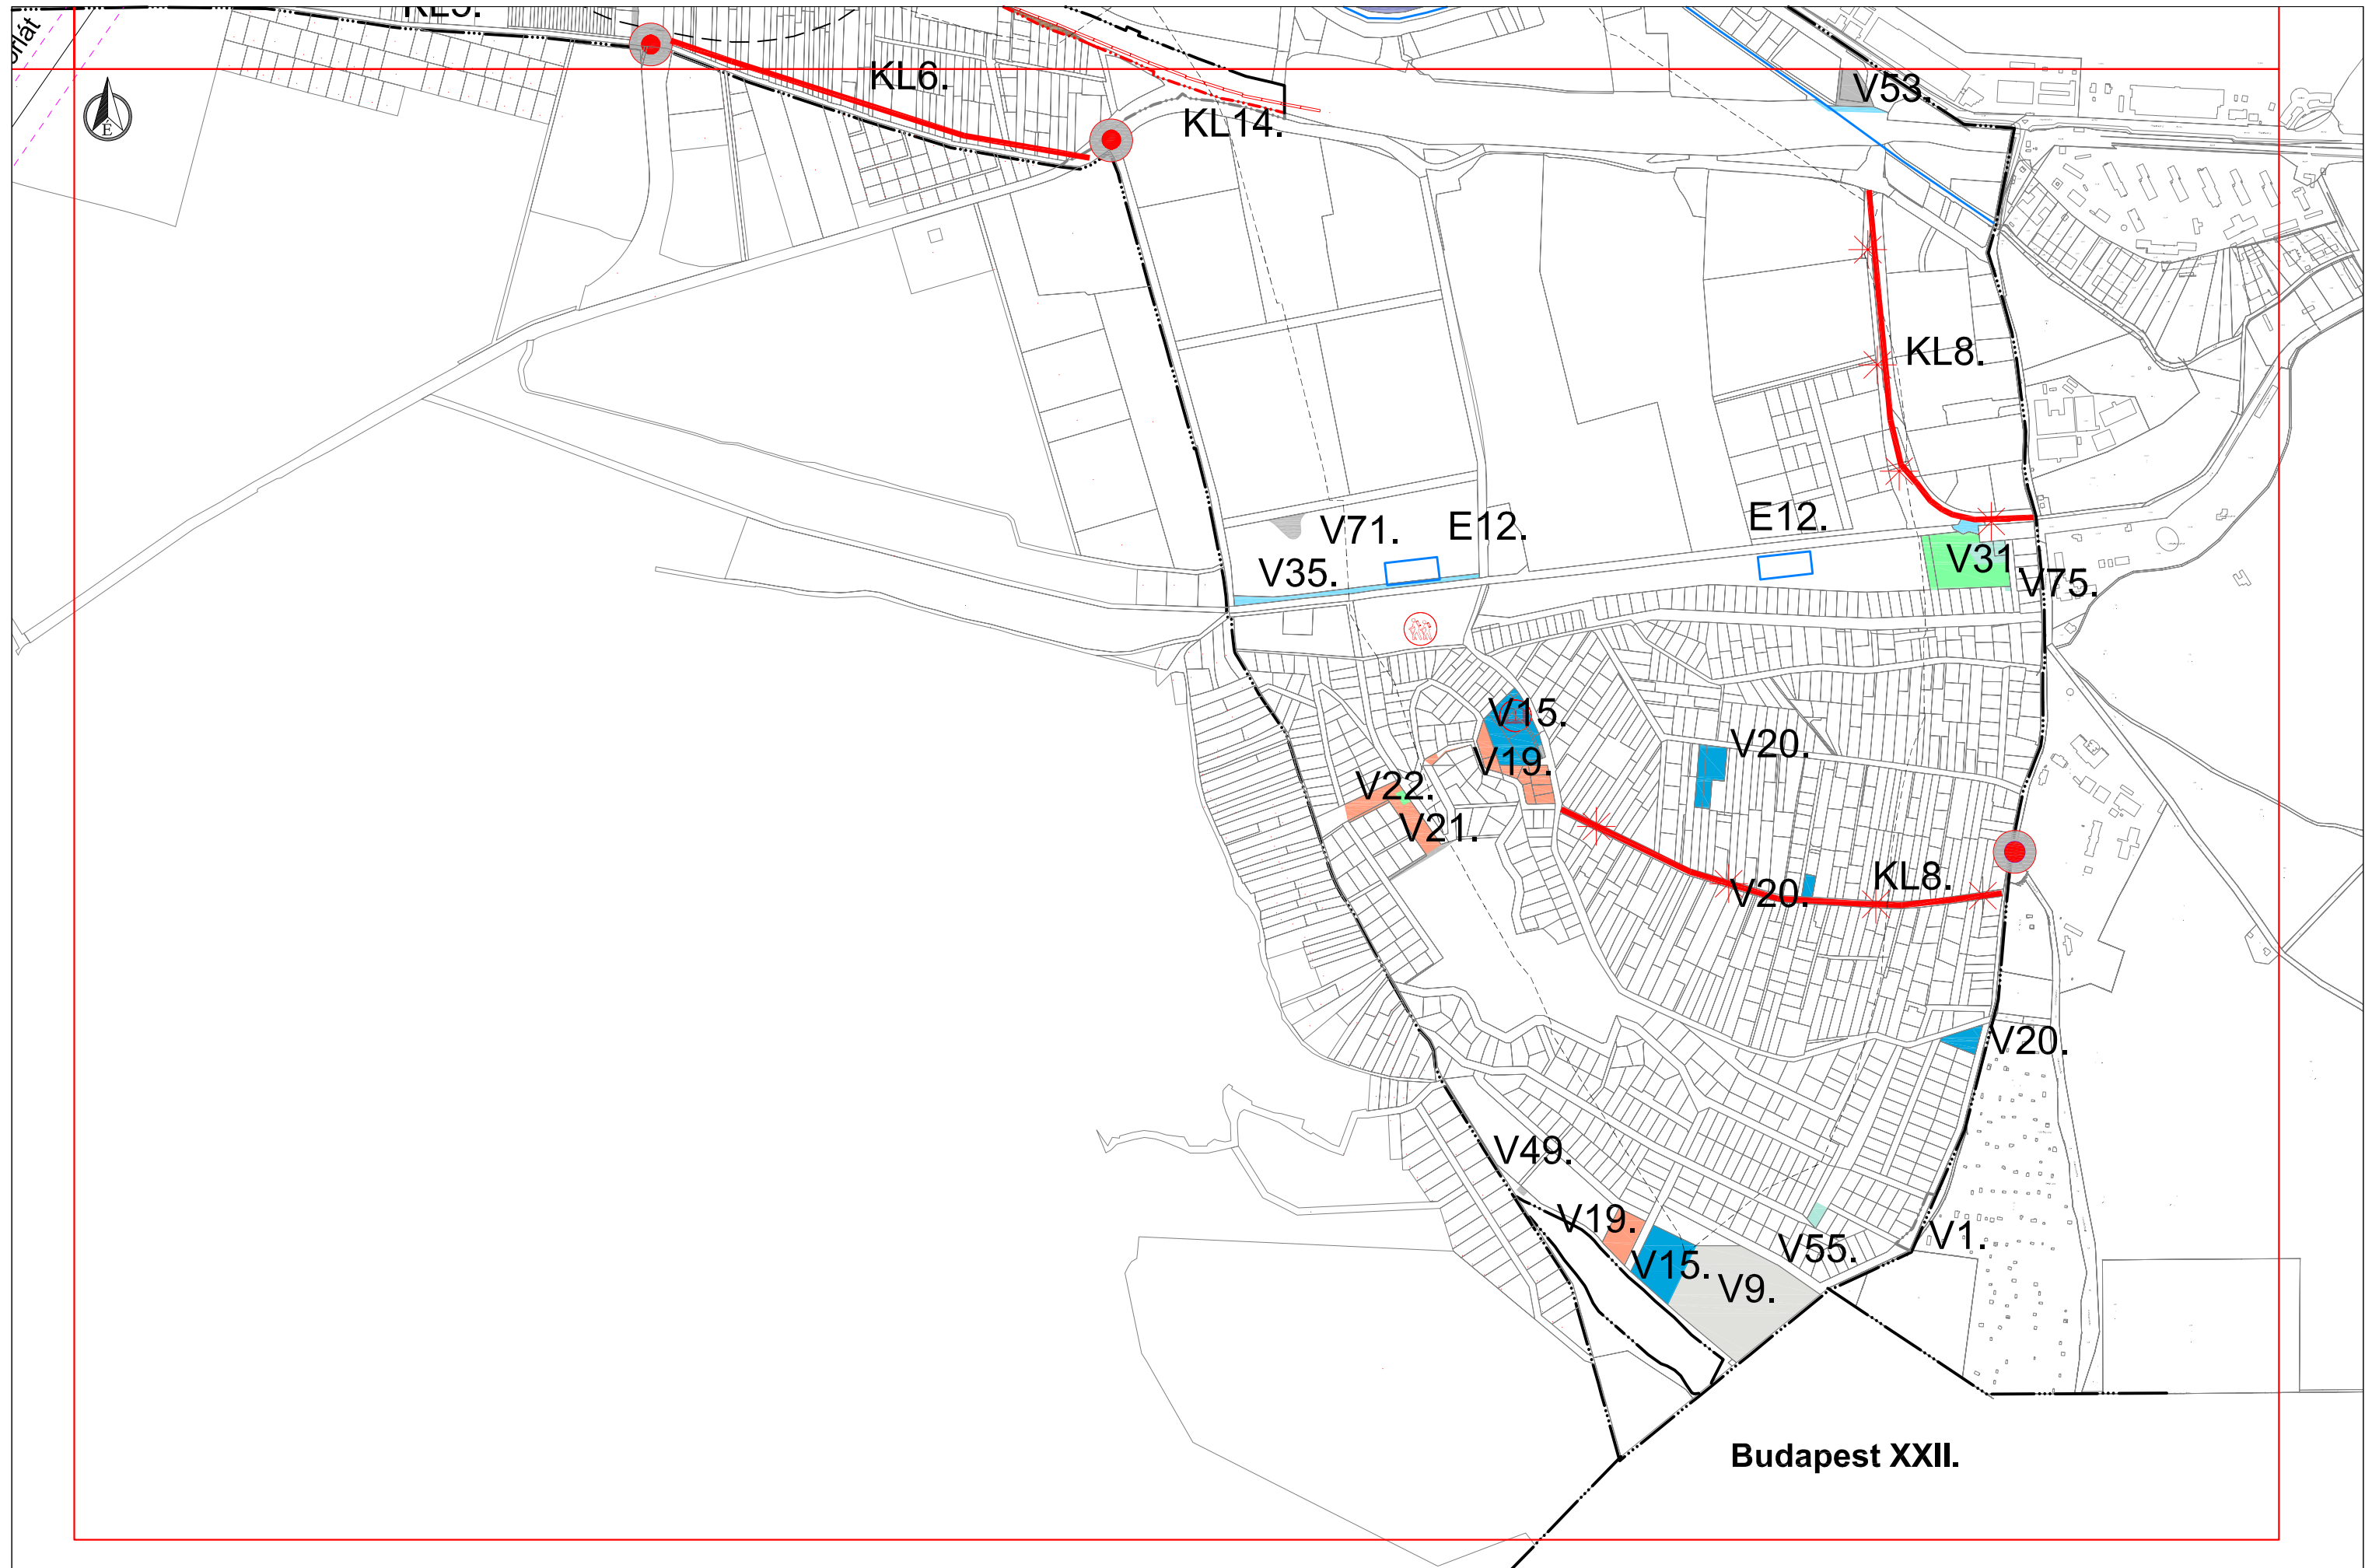 KL6.
V53.
KL14.
É
KL8.
E12.
E12.
V71.
V35.
V31.
V75.
V15.
V20.
V19.
V22.
V21.
KL8.
V20.
V20.
V49.
V19.
V1.
V55.
V15.
V9.
Budapest XXII.